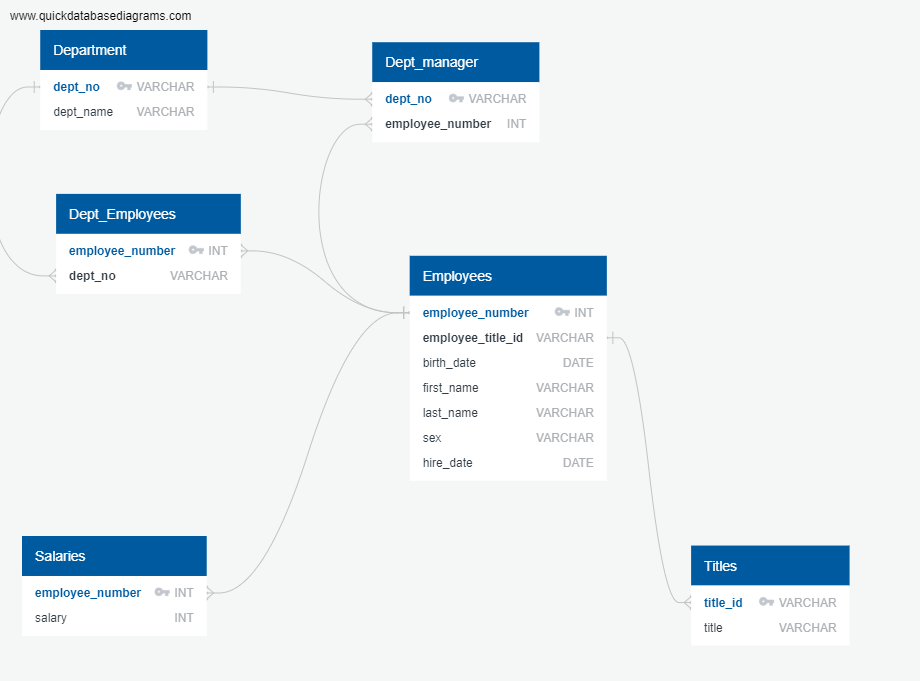 www.quickdatabasediagrams.com
Department
dept_no VARCHAR
dept_name VARCHAR
Dept_manager
dept_no VARCHAR
employee_number INT
Dept_Employees
employee_number INT
dept_no VARCHAR
Employees
employee_number INT
employee_title_id VARCHAR
birth_date DATE
first_name VARCHAR
last_name VARCHAR
sex VARCHAR
hire_date DATE
Salaries
employee_number INT
salary INT
Titles
title_id VARCHAR
title VARCHAR